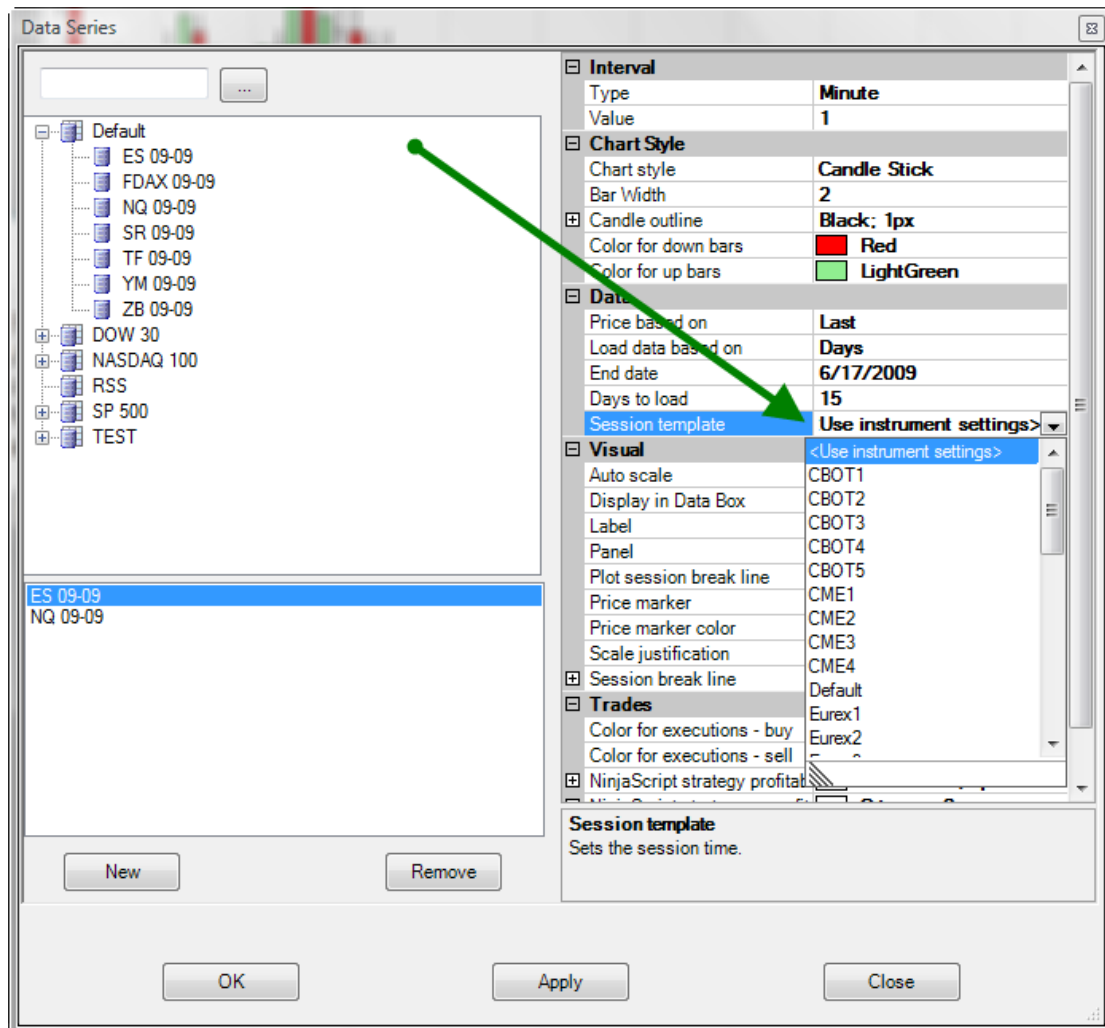 Data Series
...
Default
ES 09-09
FDAX 09-09
NQ 09-09
SR 09-09
TF 09-09
YM 09-09
ZB 09-09
DOW 30
NASDAQ 100
RSS
SP 500
TEST
ES 09-09
NQ 09-09
New
Remove
Interval
Type Minute
Value 1
Chart Style
Chart style Candle Stick
Bar Width 2
Candle outline Black; 1px
Color for down bars Red
Color for up bars LightGreen
Data
Price based on Last
Load data based on Days
End date 6/17/2009
Days to load 15
Session template Use instrument settings>
<Use instrument settings>
CBOT1
CBOT2
CBOT3
CBOT4
CBOT5
CME1
CME2
CME3
CME4
Default
Eurex1
Eurex2
Visual
Auto scale
Display in Data Box
Label
Panel
Plot session break line
Price marker
Price marker color
Scale justification
Session break line
Trades
Color for executions - buy
Color for executions - sell
NinjaScript strategy profitab
Session template
Sets the session time.
OK
Apply
Close